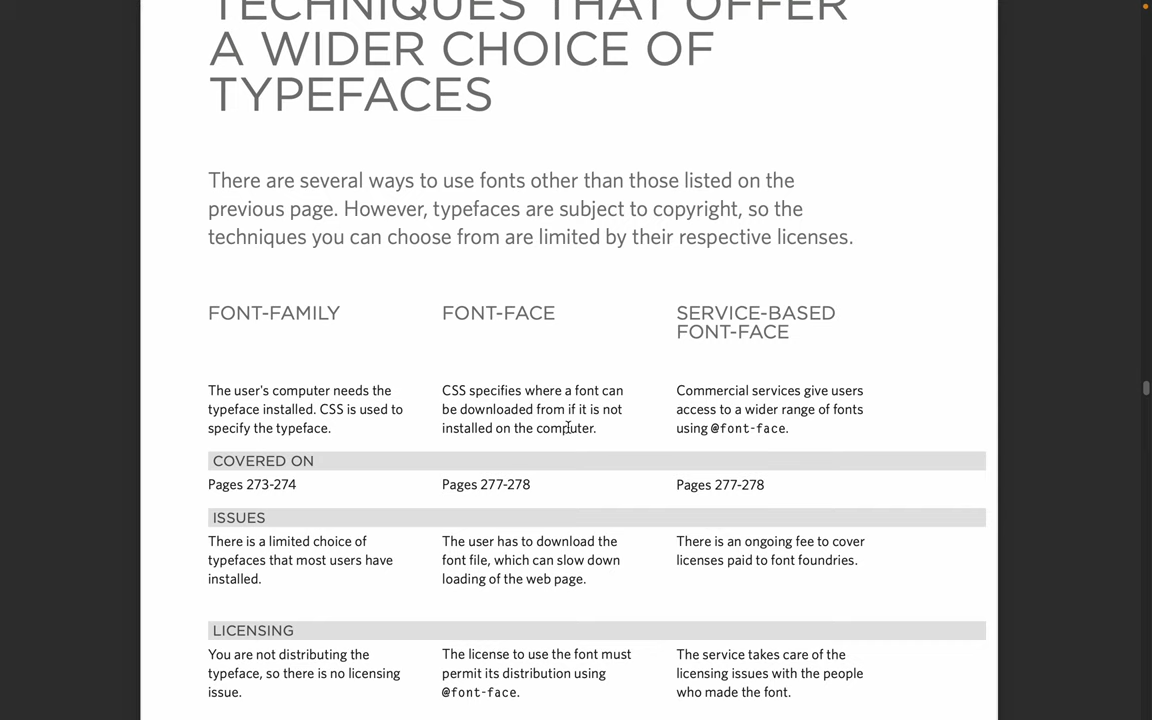 TECHNIQUES THAT OFFER
A WIDER CHOICE OF
TYPEFACES
There are several ways to use fonts other than those listed on the
previous page. However, typefaces are subject to copyright, so the
techniques you can choose from are limited by their respective licenses.
FONT-FAMILY
The user's computer needs the
typeface installed. CSS is used to
specify the typeface.
FONT-FACE
CSS specifies where a font can
be downloaded from if it is not
installed on the computer.
SERVICE-BASED
FONT-FACE
Commercial services give users
access to a wider range of fonts
using @font-face.
COVERED ON
Pages 273-274
Pages 277-278
Pages 277-278
ISSUES
There is a limited choice of
typefaces that most users have
installed.
The user has to download the
font file, which can slow down
loading of the web page.
There is an ongoing fee to cover
licenses paid to font foundries.
LICENSING
You are not distributing the
typeface, so there is no licensing
issue.
The license to use the font must
permit its distribution using
@font-face.
The service takes care of the
licensing issues with the people
who made the font.